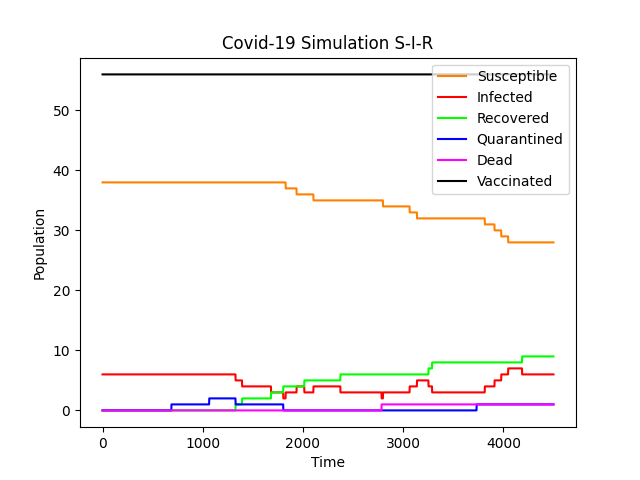 Covid-19 Simulation S-I-R
Susceptible
Infected
Recovered
Quarantined
Dead
Vaccinated
50
40
30
20
10
0
Population
0 1000 2000 3000 4000
Time